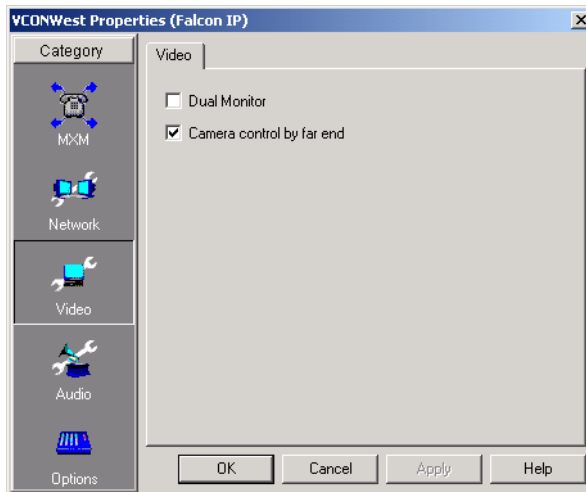 VCONWest Properties (Falcon IP)
Category
Video
MXM
Network
Video
Audio
Options
Dual Monitor
Camera control by far end
OK
Cancel
Apply
Help